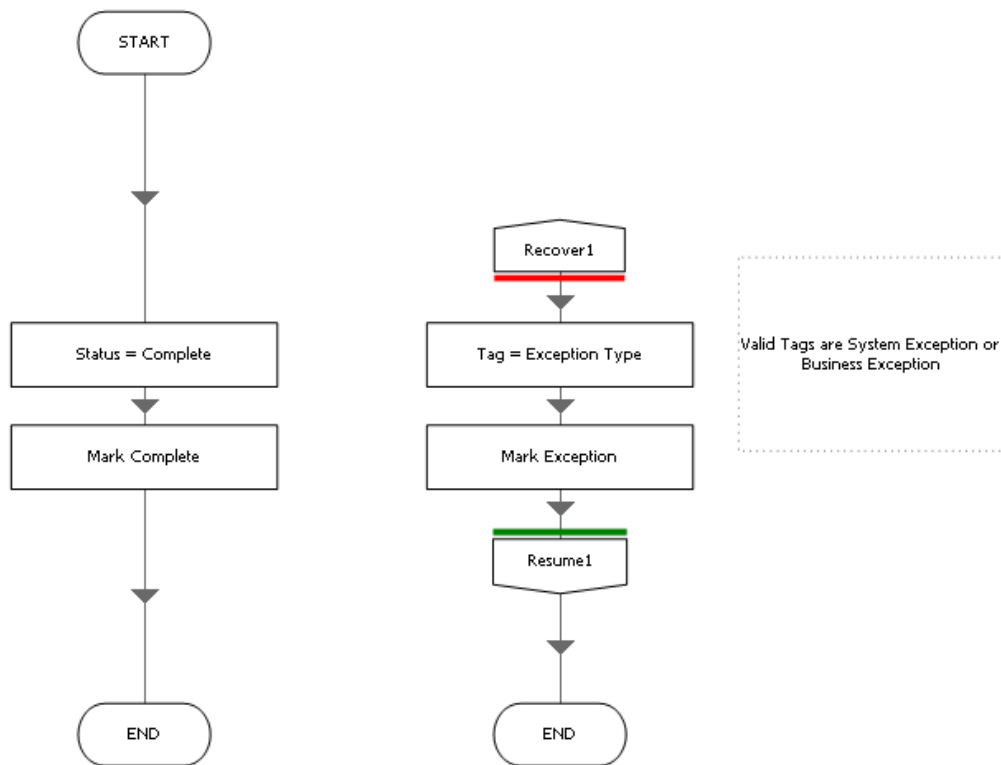 START
Status = Complete
Mark Complete
END
Recover1
Tag = Exception Type
Mark Exception
Resume1
END
Valid Tags are System Exception or
Business Exception